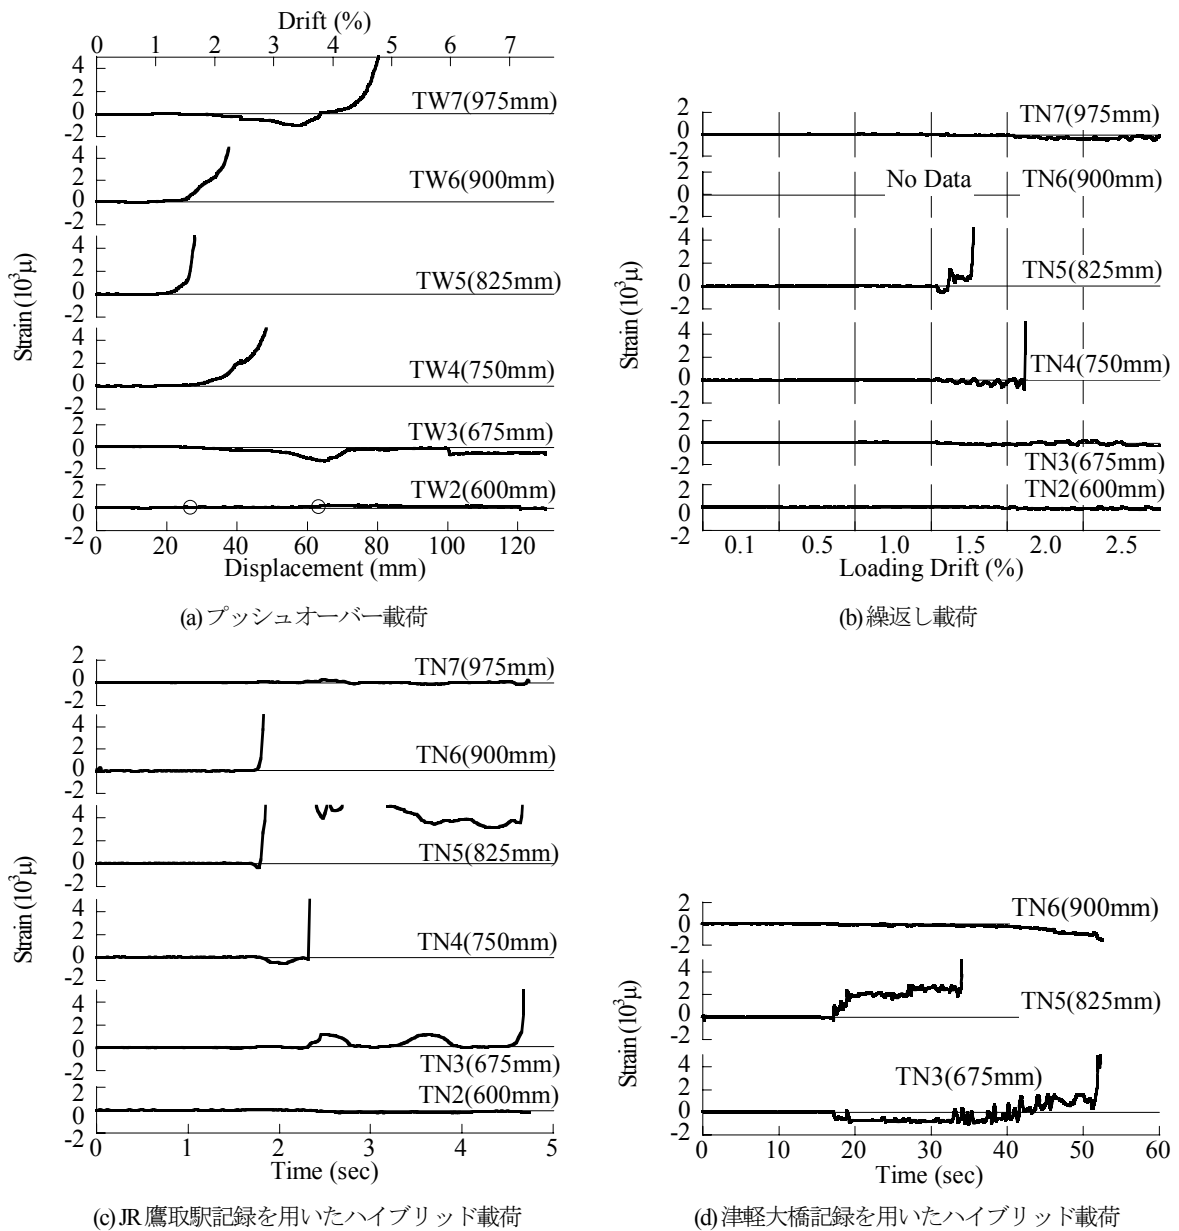 Drift (%)
0 1 2 3 4 5 6 7
Strain (10³μ)
4
2
0
-2
TW7(975mm)
4
2
0
-2
TW6(900mm)
4
2
0
-2
TW5(825mm)
4
2
0
-2
TW4(750mm)
2
0
-2
TW3(675mm)
2
0
-2
TW2(600mm)
0 20 40 60 80 100 120
Displacement (mm)
(a) プッシュオーバー載荷
Strain (10³μ)
2
0
-2
TN7(975mm)
2
0
-2
No Data TN6(900mm)
4
2
0
-2
TN5(825mm)
4
2
0
-2
TN4(750mm)
2
0
-2
TN3(675mm)
2
0
-2
TN2(600mm)
0.1 0.5 1.0 1.5 2.0 2.5
Loading Drift (%)
(b) 繰返し載荷
Strain (10³μ)
2
0
-2
TN7(975mm)
4
2
0
-2
TN6(900mm)
4
2
0
-2
TN5(825mm)
4
2
0
-2
TN4(750mm)
4
2
0
-2
TN3(675mm)
2
0
-2
TN2(600mm)
0 1 2 3 4 5
Time (sec)
(c) JR 鷹取駅記録を用いたハイブリッド載荷
Strain (10³μ)
2
0
-2
TN6(900mm)
4
2
0
-2
TN5(825mm)
4
2
0
-2
TN3(675mm)
0 10 20 30 40 50 60
Time (sec)
(d) 津軽大橋記録を用いたハイブリッド載荷